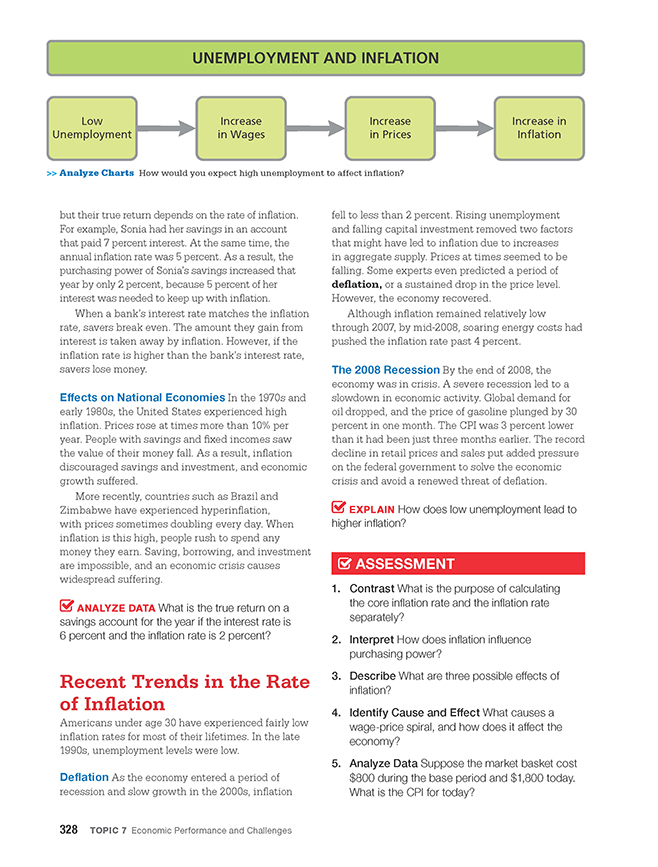 UNEMPLOYMENT AND INFLATION
Low
Unemployment
Increase
in Wages
Increase
in Prices
Increase in
Inflation
>> Analyze Charts How would you expect high unemployment to affect inflation?
but their true return depends on the rate of inflation.
For example, Sonia had her savings in an account
that paid 7 percent interest. At the same time, the
annual inflation rate was 5 percent. As a result, the
purchasing power of Sonia's savings increased that
year by only 2 percent, because 5 percent of her
interest was needed to keep up with inflation.
When a bank's interest rate matches the inflation
rate, savers break even. The amount they gain from
interest is taken away by inflation. However, if the
inflation rate is higher than the bank's interest rate,
savers lose money.
Effects on National Economies In the 1970s and
early 1980s, the United States experienced high
inflation. Prices rose at times more than 10% per
year. People with savings and fixed incomes saw
the value of their money fall. As a result, inflation
discouraged savings and investment, and economic
growth suffered.
More recently, countries such as Brazil and
Zimbabwe have experienced hyperinflation,
with prices sometimes doubling every day. When
inflation is this high, people rush to spend any
money they earn. Saving, borrowing, and investment
are impossible, and an economic crisis causes
widespread suffering.
ANALYZE DATA What is the true return on a
savings account for the year if the interest rate is
6 percent and the inflation rate is 2 percent?
Recent Trends in the Rate
of Inflation
Americans under age 30 have experienced fairly low
inflation rates for most of their lifetimes. In the late
1990s, unemployment levels were low.
Deflation As the economy entered a period of
recession and slow growth in the 2000s, inflation
fell to less than 2 percent. Rising unemployment
and falling capital investment removed two factors
that might have led to inflation due to increases
in aggregate supply. Prices at times seemed to be
falling. Some experts even predicted a period of
deflation, or a sustained drop in the price level.
However, the economy recovered.
Although inflation remained relatively low
through 2007, by mid-2008, soaring energy costs had
pushed the inflation rate past 4 percent.
The 2008 Recession By the end of 2008, the
economy was in crisis. A severe recession led to a
slowdown in economic activity. Global demand for
oil dropped, and the price of gasoline plunged by 30
percent in one month. The CPI was 3 percent lower
than it had been just three months earlier. The record
decline in retail prices and sales put added pressure
on the federal government to solve the economic
crisis and avoid a renewed threat of deflation.
EXPLAIN How does low unemployment lead to
higher inflation?
ASSESSMENT
1. Contrast What is the purpose of calculating
the core inflation rate and the inflation rate
separately?
2. Interpret How does inflation influence
purchasing power?
3. Describe What are three possible effects of
inflation?
4. Identify Cause and Effect What causes a
wage-price spiral, and how does it affect the
economy?
5. Analyze Data Suppose the market basket cost
$800 during the base period and $1,800 today.
What is the CPI for today?
328 TOPIC 7 Economic Performance and Challenges